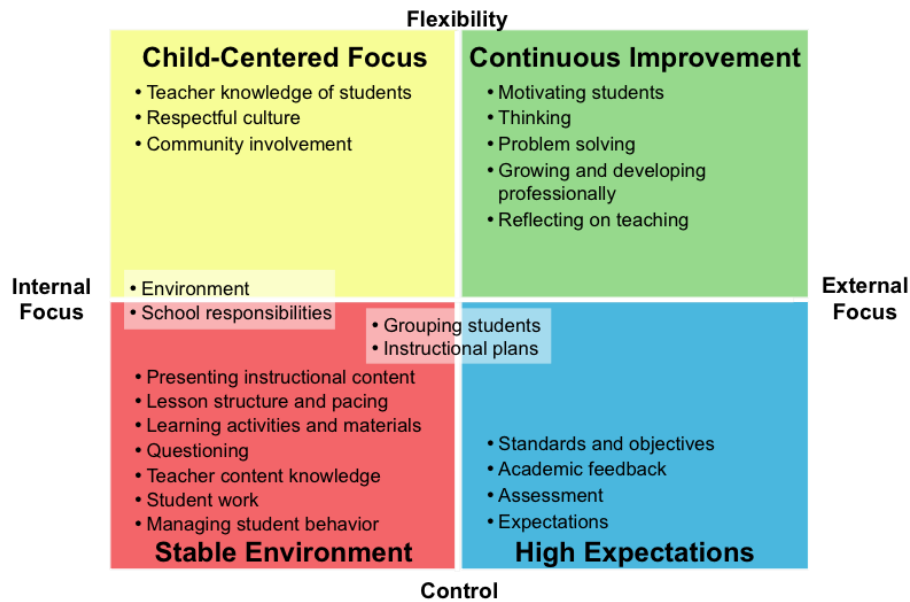 Flexibility
Child-Centered Focus
• Teacher knowledge of students
• Respectful culture
• Community involvement
Continuous Improvement
• Motivating students
• Thinking
• Problem solving
• Growing and developing
professionally
• Reflecting on teaching
Internal
Focus
External
Focus
• Environment
• School responsibilities
• Grouping students
• Instructional plans
• Presenting instructional content
• Lesson structure and pacing
• Learning activities and materials
• Questioning
• Teacher content knowledge
• Student work
• Managing student behavior
Stable Environment
• Standards and objectives
• Academic feedback
• Assessment
• Expectations
High Expectations
Control